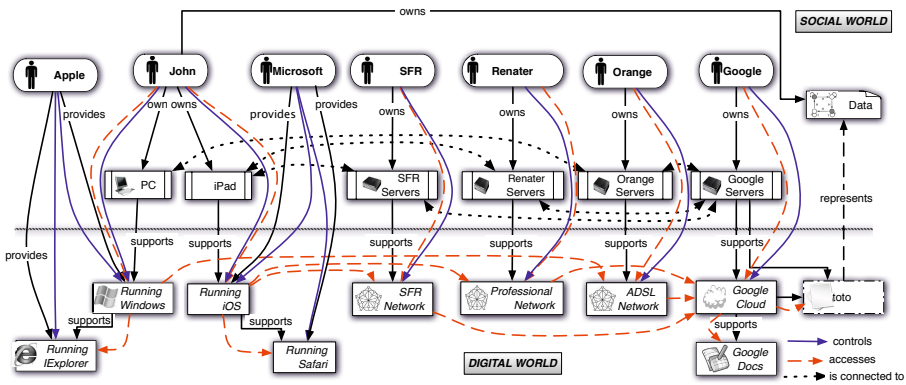 owns
SOCIAL WORLD
Apple
John
Microsoft
SFR
Renater
Orange
Google
provides
own owns
provides
provides
owns
owns
owns
owns
Data
PC
iPad
SFR
Servers
Renater
Servers
Orange
Servers
Google
Servers
represents
provides
supports
supports
supports
supports
supports
supports
Running
Windows
Running
iOS
SFR
Network
Professional
Network
ADSL
Network
Google
Cloud
toto
supports
supports
supports
Running
IExplorer
Running
Safari
DIGITAL WORLD
Google
Docs
controls
accesses
is connected to